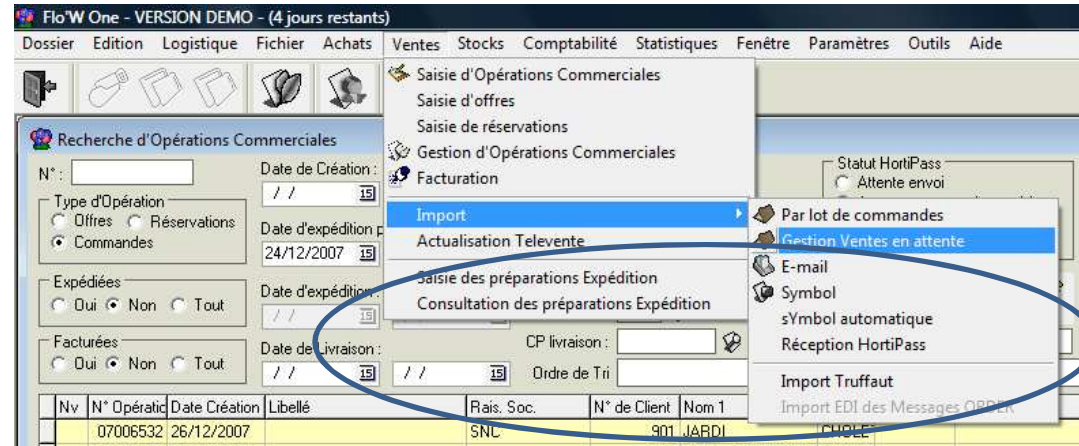 Flo'W One - VERSION DEMO - (4 jours restants)
Dossier Edition Logistique Fichier Achats Ventes Stocks Comptabilité Statistiques Fenêtre Paramètres Outils Aide
Saisie d'Opérations Commerciales
Saisie d'offres
Saisie de réservations
Gestion d'Opérations Commerciales
Facturation
Import
Actualisation Televente
Saisie des préparations Expédition
Consultation des préparations Expédition
Par lot de commandes
Gestion Ventes en attente
E-mail
Symbol
sYmbol automatique
Réception HortiPass
Import Truffaut
Import EDI des Messages ORDER
Recherche d'Opérations Commerciales
N° :
Date de Création :
/ / 15
Statut HortiPass
Attente envoi
Type d'Opération
Offres Réservations
Commandes
Date d'expédition
24/12/2007 15
Expédiées
Oui Non Tout
Date d'expédition :
/ / 15
Facturées
Oui Non Tout
Date de Livraison :
/ / 15 / / 15
CP livraison :
Ordre de Tri
Nv N° Opératio Date Création Libellé Rais. Soc. N° de Client Nom 1
07006532 26/12/2007 SNC 901 JARDI CHOLET